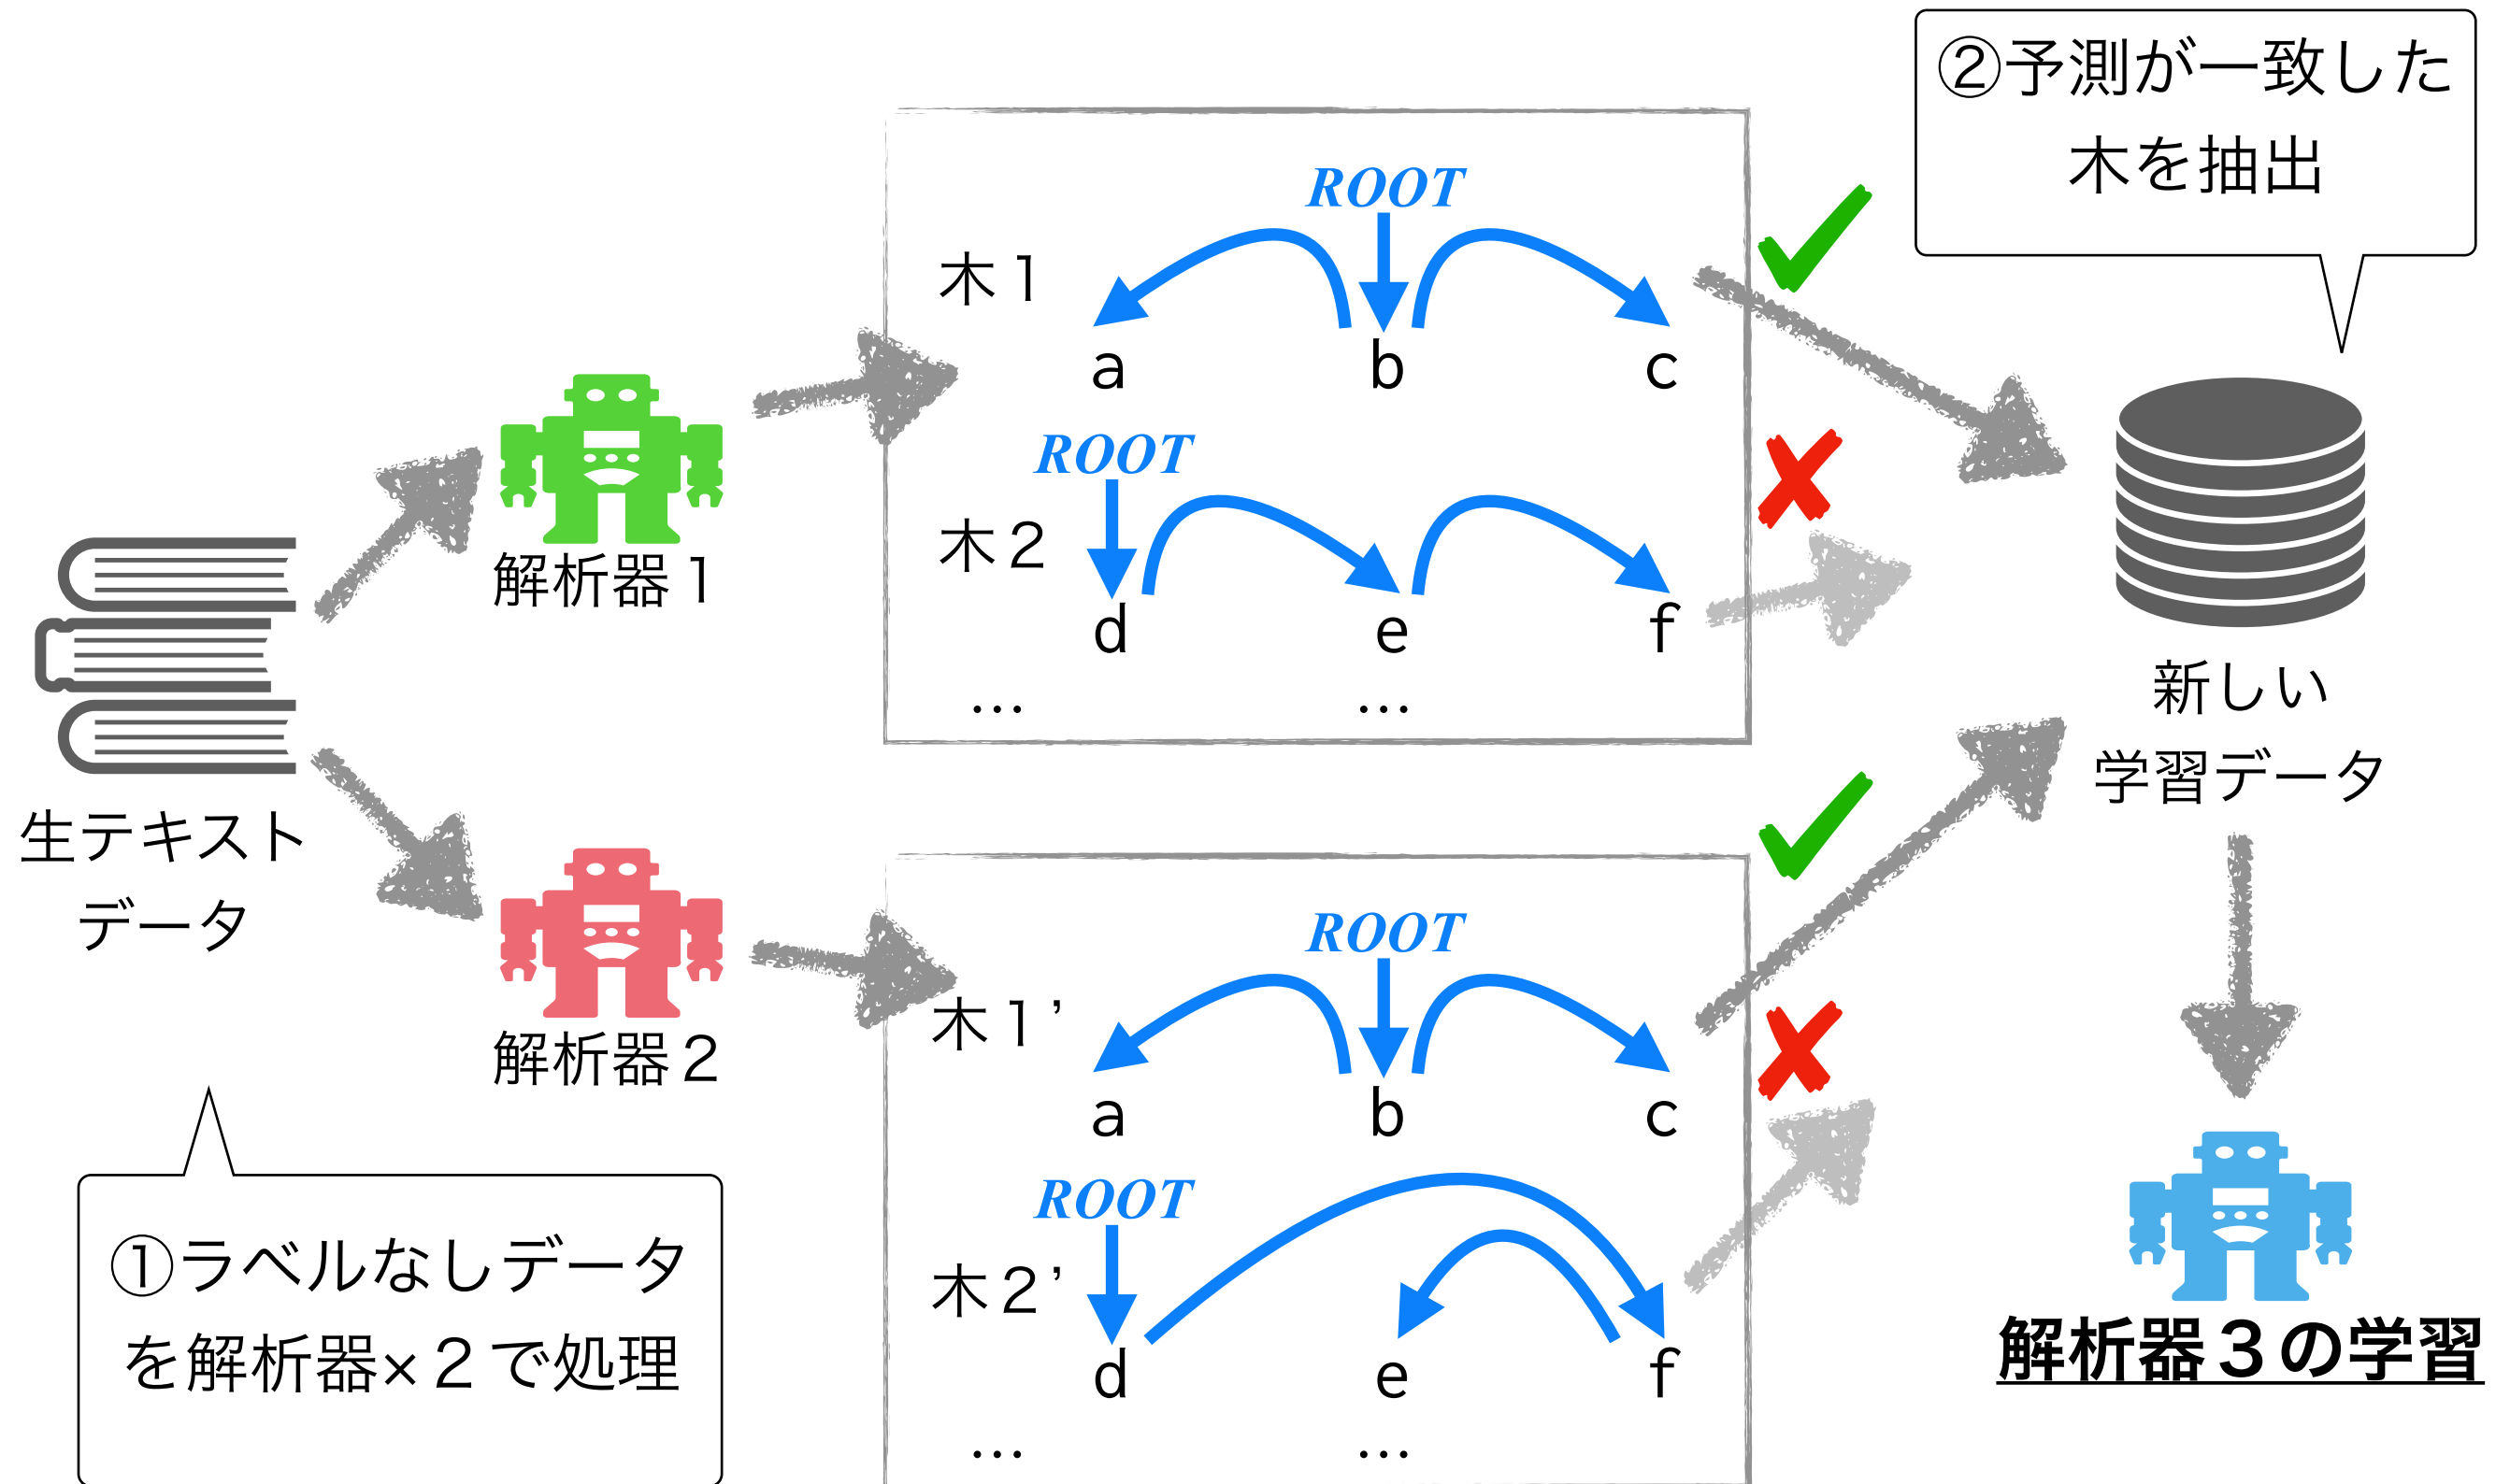 ②予測が一致した
木を抽出
ROOT
木１
a b c
ROOT
木２
d e f
… …
解析器１
生テキスト
データ
解析器２
新しい
学習データ
ROOT
木１’
a b c
ROOT
木２’
d e f
… …
①ラベルなしデータ
を解析器×２で処理
解析器３の学習